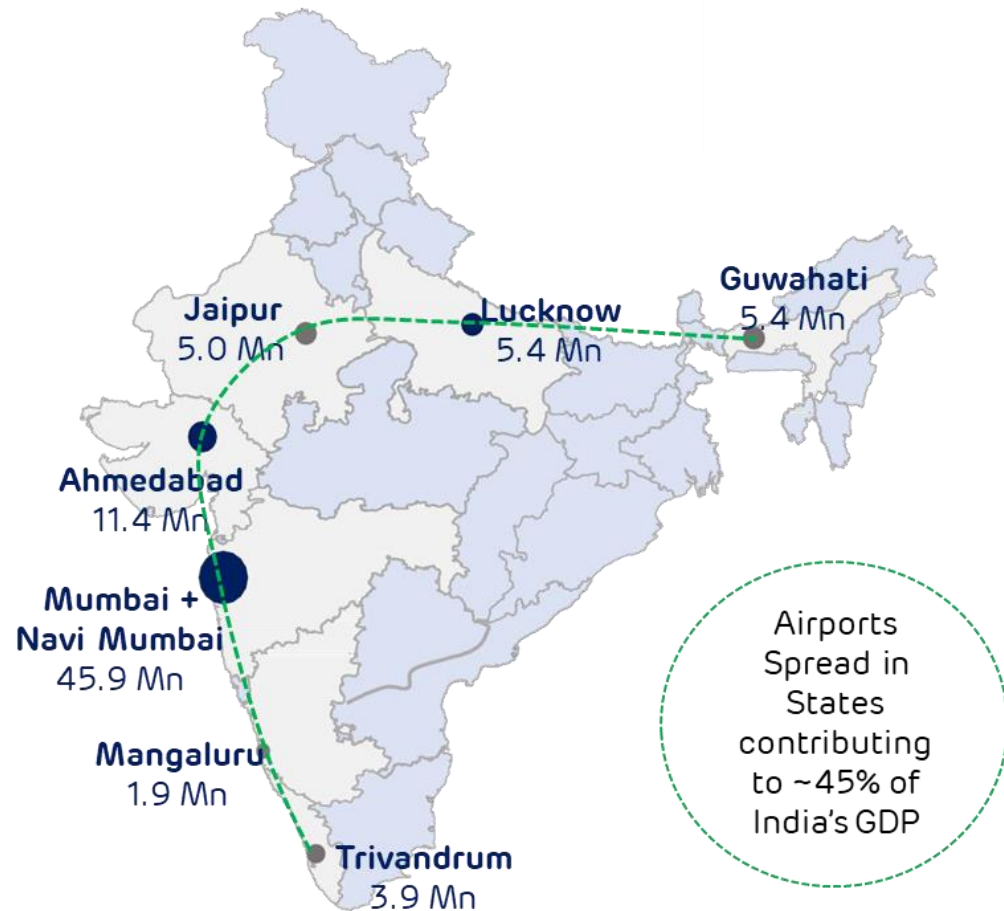 Guwahati
5.4 Mn
Jaipur
5.0 Mn
Lucknow
5.4 Mn
Ahmedabad
11.4 Mn
Mumbai +
Navi Mumbai
45.9 Mn
Mangaluru
1.9 Mn
Trivandrum
3.9 Mn
Airports
Spread in
States
contributing
to ~45% of
India's GDP